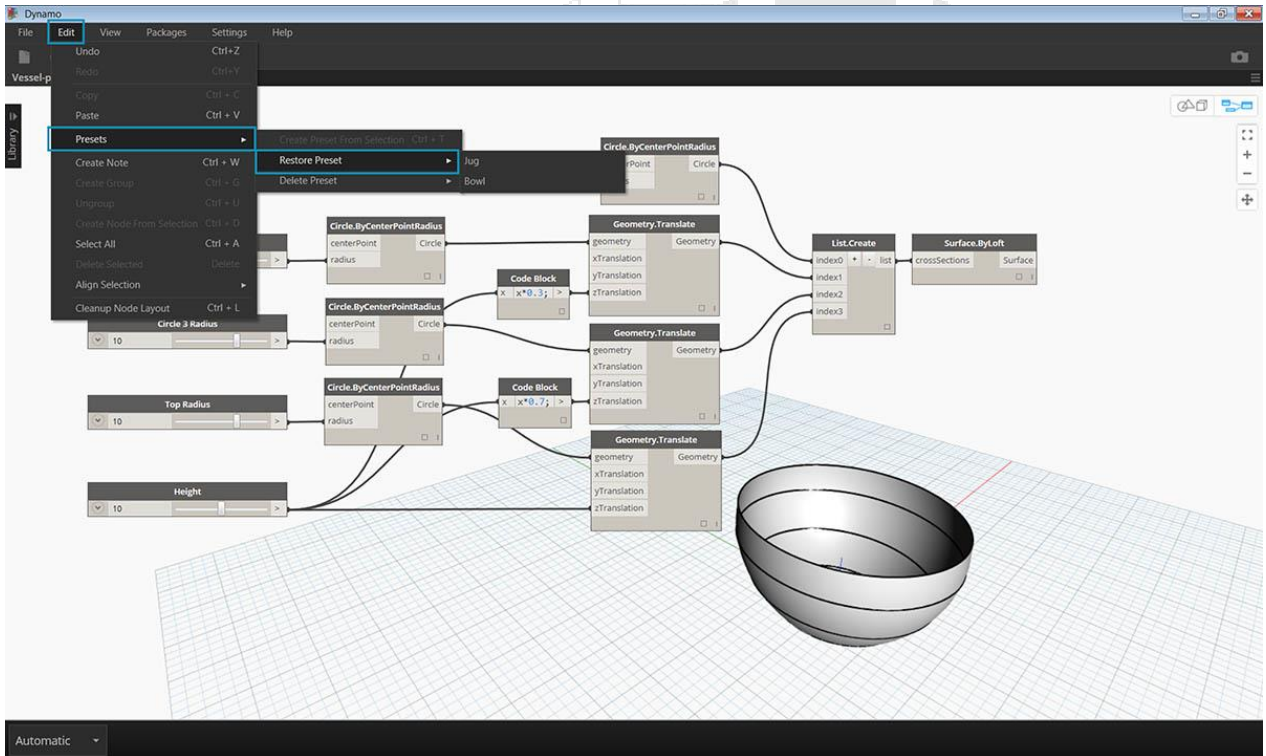 Dynamo
File Edit View Packages Settings Help
Vessel-p
Undo Ctrl+Z
Redo Ctrl+Y
Copy Ctrl + C
Paste Ctrl + V
Presets
Create Note Ctrl + W
Create Group Ctrl + G
Ungroup Ctrl + U
Create Node From Selection Ctrl + D
Select All Ctrl + A
Delete Selected Delete
Align Selection
Cleanup Node Layout Ctrl + L
Create Preset From Selection Ctrl + T
Restore Preset
Delete Preset
Jug
Bowl
Library
Circle.ByCenterPointRadius
rPoint Circle
s
Circle.ByCenterPointRadius
centerPoint Circle
radius
>
Geometry.Translate
geometry Geometry
xTranslation
yTranslation
zTranslation
Code Block
x x*0.3; >
List.Create
index0 + - list
index1
index2
index3
Surface.ByLoft
crossSections Surface
Circle 3 Radius
10 >
Circle.ByCenterPointRadius
centerPoint Circle
radius
Geometry.Translate
geometry Geometry
xTranslation
yTranslation
zTranslation
Top Radius
10 >
Circle.ByCenterPointRadius
centerPoint Circle
radius
Code Block
x x*0.7; >
Geometry.Translate
geometry Geometry
xTranslation
yTranslation
zTranslation
Height
10 >
Automatic